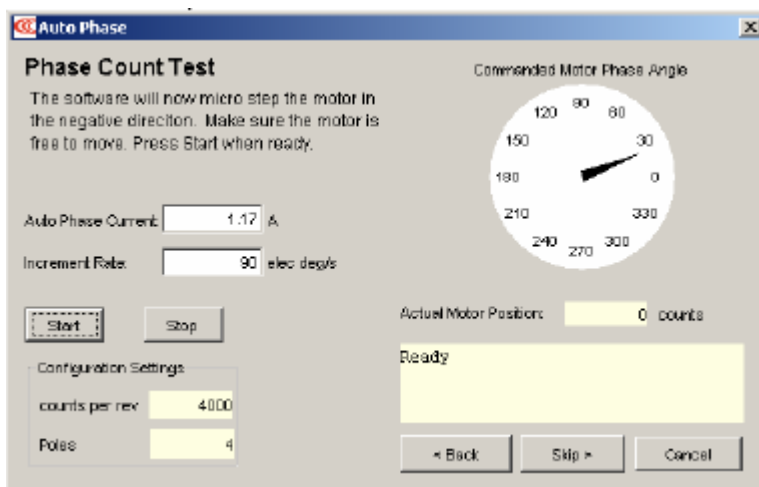 Auto Phase
Phase Count Test
The software will now micro step the motor in
the negative direciton. Make sure the motor is
free to move. Press Start when ready.
Auto Phase Current: 1.17 A
Increment Rate: 90 elec deg/s
Start Stop
Configuration Settings
counts per rev 4000
Poles 4
Commanded Motor Phase Angle
90
120 60
150 30
180 0
210 330
240 300
270
Actual Motor Position: 0 counts
Ready
< Back Skip > Cancel